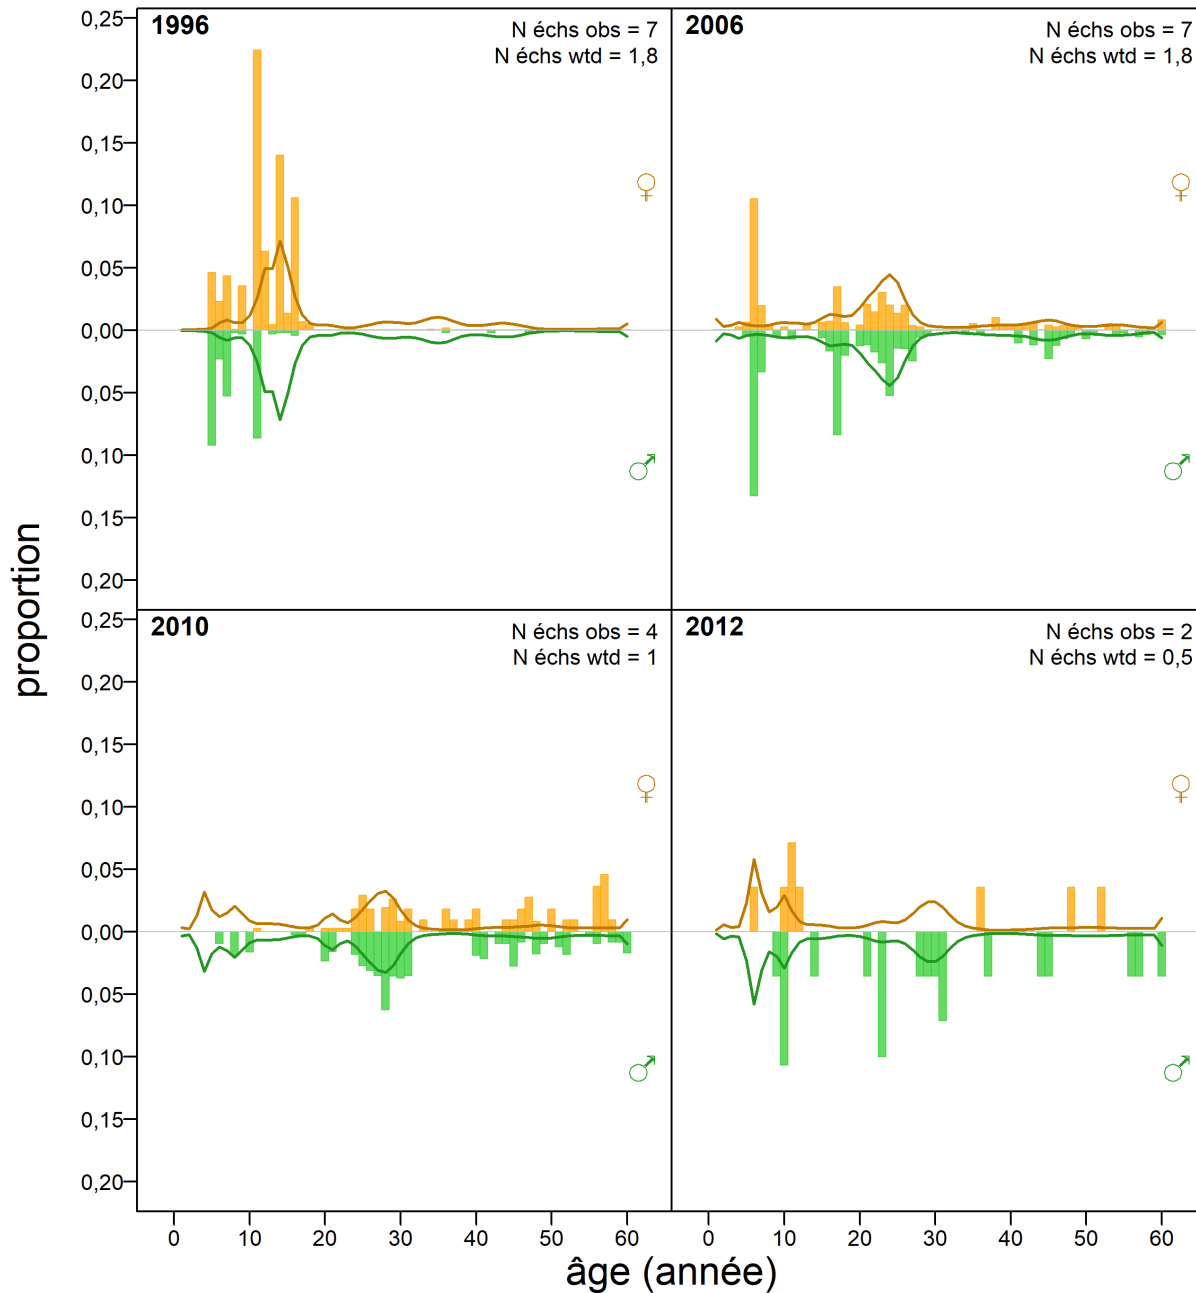 1996
N échs obs = 7
N échs wtd = 1,8
2006
N échs obs = 7
N échs wtd = 1,8
0,25
0,20
0,15
0,10
0,05
0,00
0,05
0,10
0,15
0,20
♀
♂
♀
♂
2010
N échs obs = 4
N échs wtd = 1
2012
N échs obs = 2
N échs wtd = 0,5
0,25
0,20
0,15
0,10
0,05
0,00
0,05
0,10
0,15
0,20
♀
♂
♀
♂
proportion
0 10 20 30 40 50 60 0 10 20 30 40 50 60
âge (année)